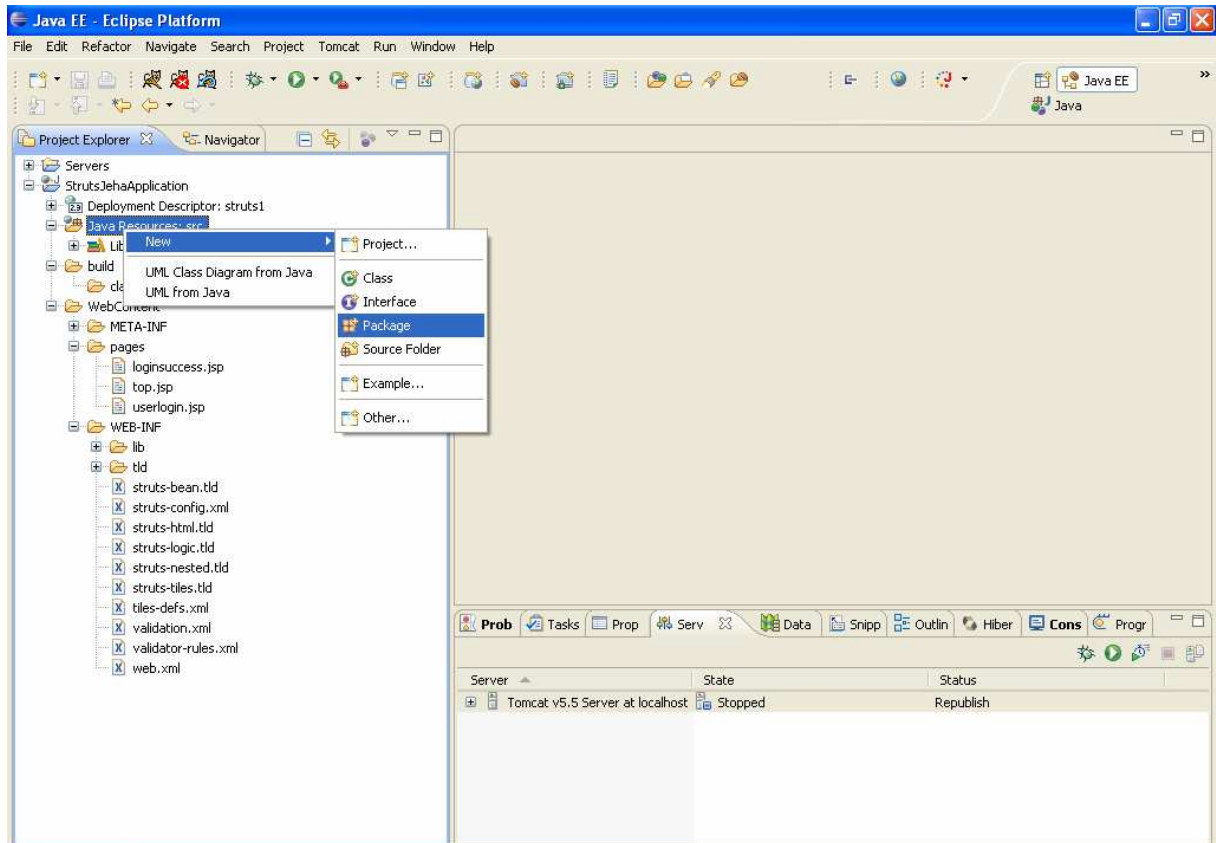 Java EE - Eclipse Platform
File Edit Refactor Navigate Search Project Tomcat Run Window Help
Java EE
»
Java
Project Explorer Navigator
Servers
StrutsJehaApplication
2.3 Deployment Descriptor: struts1
Java Resources: src
Lib
build
cla
WebContent
META-INF
pages
loginsuccess.jsp
top.jsp
userlogin.jsp
WEB-INF
lib
tld
struts-bean.tld
struts-config.xml
struts-html.tld
struts-logic.tld
struts-nested.tld
struts-tiles.tld
tiles-defs.xml
validation.xml
validator-rules.xml
web.xml
New
UML Class Diagram from Java
UML from Java
Project...
Class
Interface
Package
Source Folder
Example...
Other...
Prob Tasks Prop Serv Data Snipp Outlin Hiber Cons Progr
Server State Status
Tomcat v5.5 Server at localhost Stopped Republish